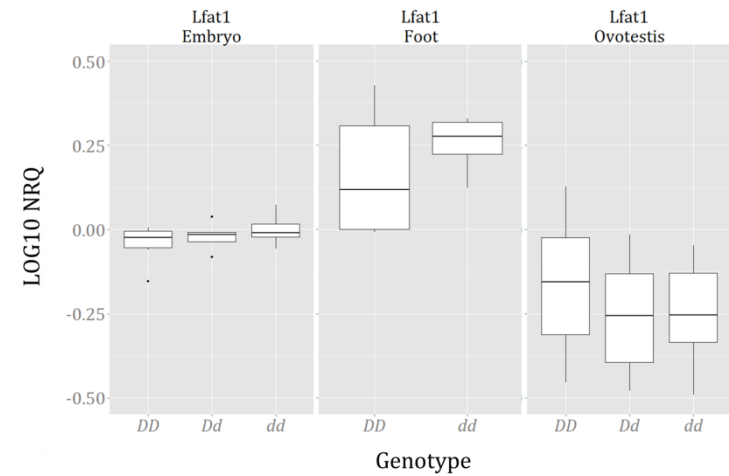 Lfat1
Embryo
Lfat1
Foot
Lfat1
Ovotestis
LOG10 NRQ
0.50
0.25
0.00
-0.25
-0.50
DD Dd dd
DD dd
DD Dd dd
Genotype